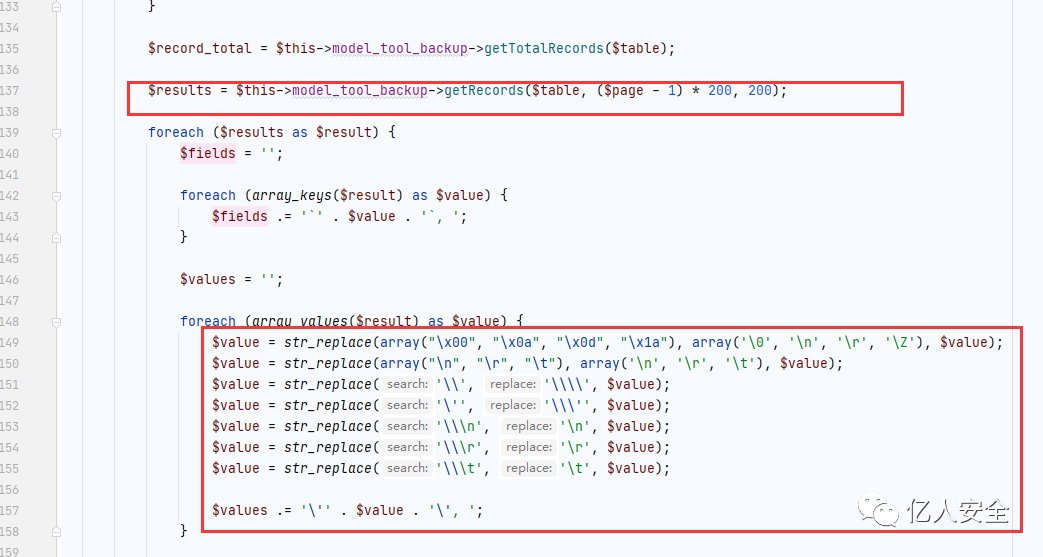 133 }
134
135 $record_total = $this->model_tool_backup->getTotalRecords($table);
136
137 $results = $this->model_tool_backup->getRecords($table, ($page - 1) * 200, 200);
138
139 foreach ($results as $result) {
140 $fields = '';
141
142 foreach (array_keys($result) as $value) {
143 $fields .= '`' . $value . '`, ';
144 }
145
146 $values = '';
147
148 foreach (array_values($result) as $value) {
149 $value = str_replace(array("\x00", "\x0a", "\x0d", "\x1a"), array('\0', '\n', '\r', '\Z'), $value);
150 $value = str_replace(array("\n", "\r", "\t"), array('\n', '\r', '\t'), $value);
151 $value = str_replace( search: '\\', replace: '\\\\', $value);
152 $value = str_replace( search: '\'', replace: '\\\'', $value);
153 $value = str_replace( search: '\\\n', replace: '\n', $value);
154 $value = str_replace( search: '\\\r', replace: '\r', $value);
155 $value = str_replace( search: '\\\t', replace: '\t', $value);
156
157 $values .= '\'' . $value . '\', ';
158 }
159
亿人安全